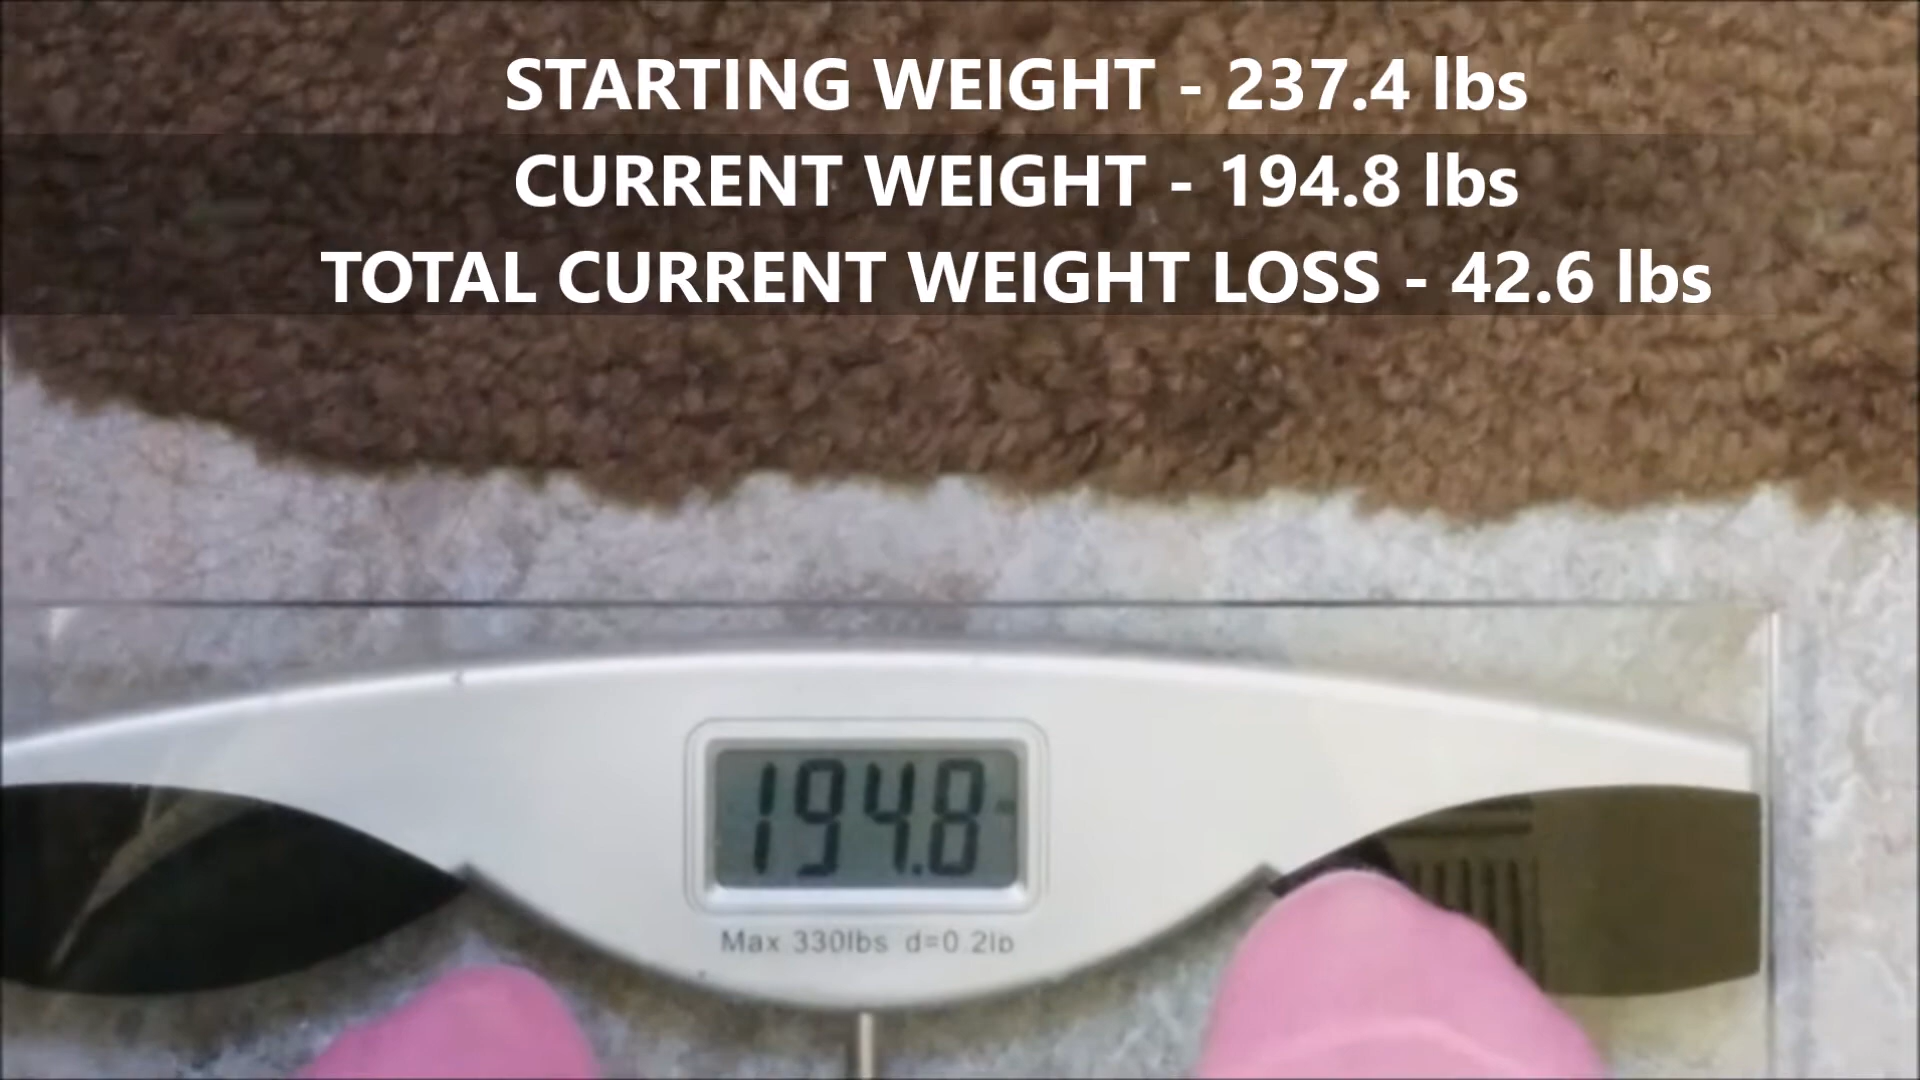 STARTING WEIGHT - 237.4 lbs
CURRENT WEIGHT - 194.8 lbs
TOTAL CURRENT WEIGHT LOSS - 42.6 lbs
194.8
Max 330lbs d=0.2lb